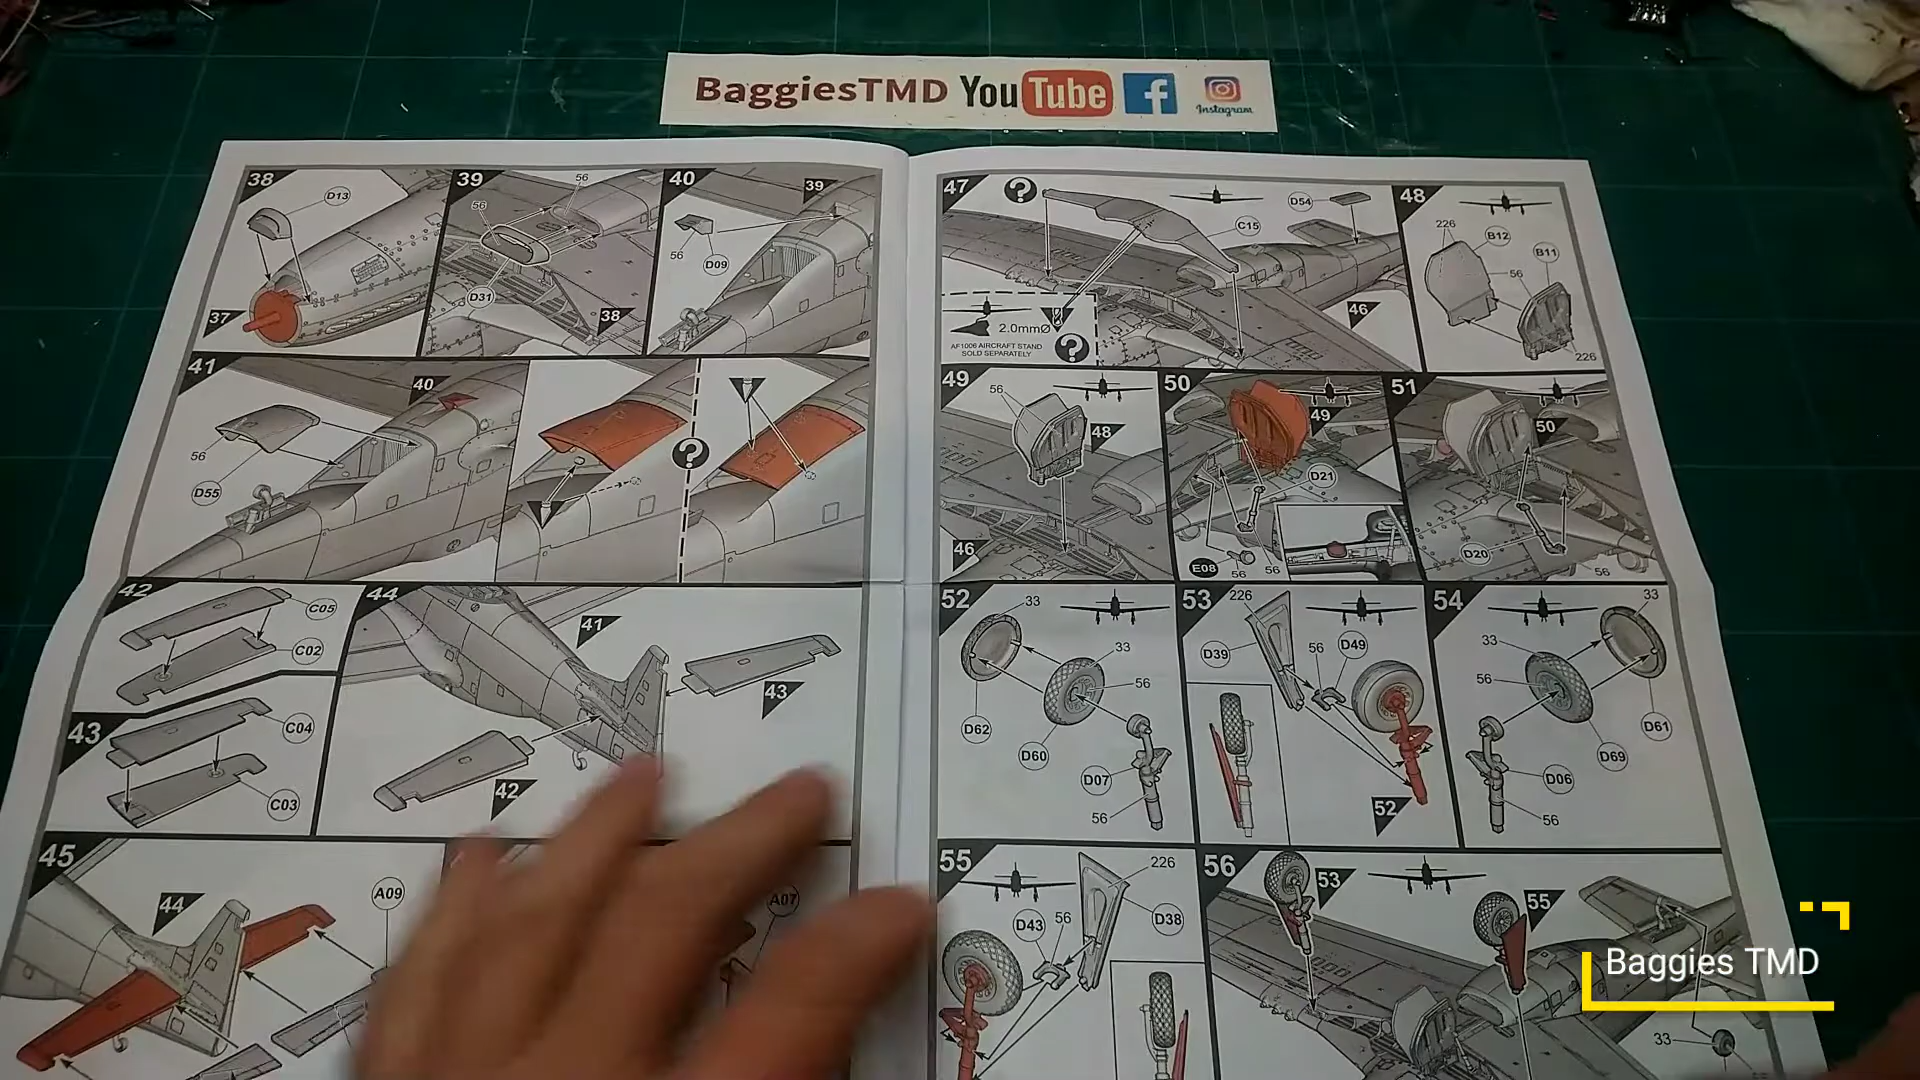 BaggiesTMD YouTube f Instagram
38
D13
37
39
56
56
D31
38
40
39
56
D09
41
40
56
D55
?
42
C05
C02
43
C04
C03
44
41
43
42
45
44
A09
A07
47
?
D54
C15
46
2.0mmØ
AF1006 AIRCRAFT STAND
SOLD SEPARATELY
?
48
226
B12
B11
56
226
49
56
48
46
50
49
D21
E08
56
56
51
50
D20
56
52
33
33
56
D62
D60
D07
56
53
226
D39
56
D49
52
54
33
33
56
D61
D69
D06
56
55
226
56
D43
D38
56
53
55
33
Baggies TMD